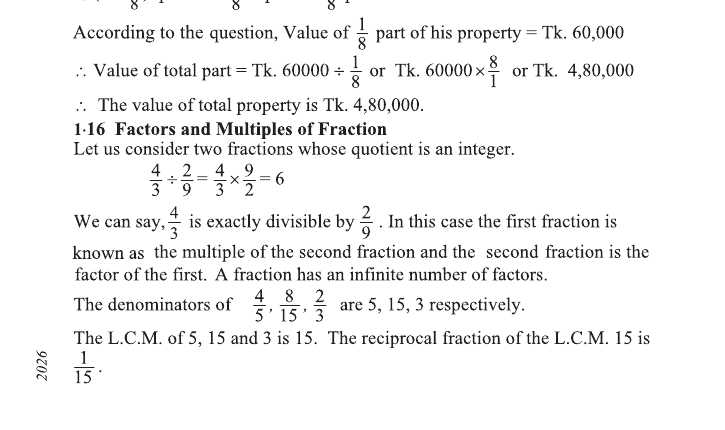 8 8 8
According to the question, Value of 1/8 part of his property = Tk. 60,000
∴ Value of total part = Tk. 60000 ÷ 1/8 or Tk. 60000 × 8/1 or Tk. 4,80,000
∴ The value of total property is Tk. 4,80,000.
1·16 Factors and Multiples of Fraction
Let us consider two fractions whose quotient is an integer.
4/3 ÷ 2/9 = 4/3 × 9/2 = 6
We can say, 4/3 is exactly divisible by 2/9 . In this case the first fraction is
known as the multiple of the second fraction and the second fraction is the
factor of the first. A fraction has an infinite number of factors.
The denominators of 4/5 , 8/15 , 2/3 are 5, 15, 3 respectively.
The L.C.M. of 5, 15 and 3 is 15. The reciprocal fraction of the L.C.M. 15 is
1/15 .
2026